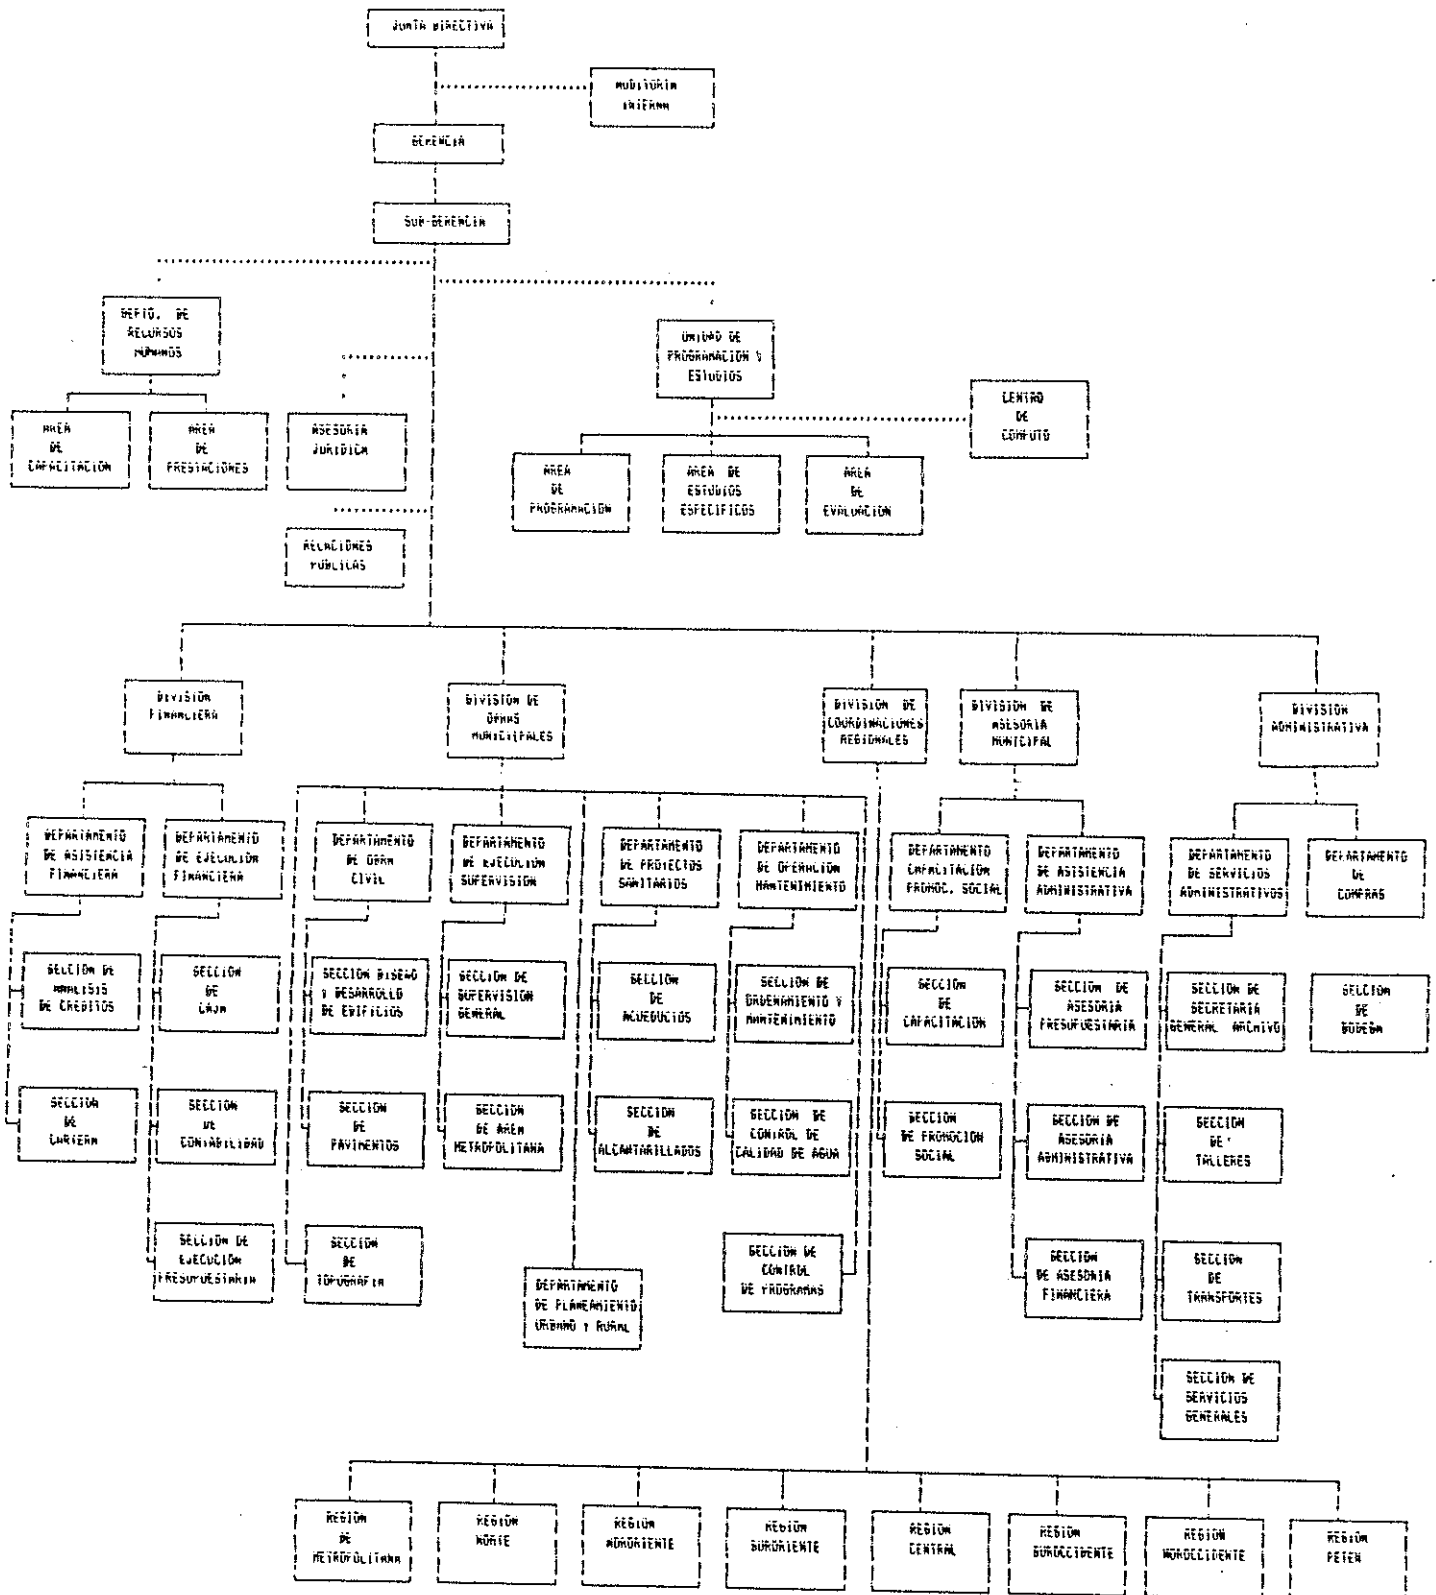 JUNTA DIRECTIVA
AUDITORIA
INTERNA
GERENCIA
SUB-GERENCIA
DEPTO. DE
RECURSOS
HUMANOS
UNIDAD DE
PROGRAMACION Y
ESTUDIOS
CENTRO
DE
COMPUTO
AREA
DE
CAPACITACION
AREA
DE
PRESTACIONES
ASESORIA
JURIDICA
AREA
DE
PROGRAMACION
AREA DE
ESTUDIOS
ESPECIFICOS
AREA
DE
EVALUACION
RELACIONES
PUBLICAS
DIVISION
FINANCIERA
DIVISION DE
OBRAS
MUNICIPALES
DIVISION DE
COORDINACIONES
REGIONALES
DIVISION DE
ASESORIA
MUNICIPAL
DIVISION
ADMINISTRATIVA
DEPARTAMENTO
DE ASISTENCIA
FINANCIERA
DEPARTAMENTO
DE EJECUCION
FINANCIERA
DEPARTAMENTO
DE OBRA
CIVIL
DEPARTAMENTO
DE EJECUCION
SUPERVISION
DEPARTAMENTO
DE PROYECTOS
SANITARIOS
DEPARTAMENTO
DE OPERACION
MANTENIMIENTO
DEPARTAMENTO
CAPACITACION
PROMOC. SOCIAL
DEPARTAMENTO
DE ASISTENCIA
ADMINISTRATIVA
DEPARTAMENTO
DE SERVICIOS
ADMINISTRATIVOS
DEPARTAMENTO
DE
COMPRAS
SECCION DE
ANALISIS
DE CREDITOS
SECCION
DE
CAJA
SECCION DISEÑO
Y DESARROLLO
DE EDIFICIOS
SECCION DE
SUPERVISION
GENERAL
SECCION
DE
ACUEDUCTOS
SECCION DE
ORDENAMIENTO Y
MANTENIMIENTO
SECCION
DE
CAPACITACION
SECCION DE
ASESORIA
PRESUPUESTARIA
SECCION DE
SECRETARIA
GENERAL ARCHIVO
SECCION
DE
BODEGA
SECCION
DE
CARTERA
SECCION
DE
CONTABILIDAD
SECCION
DE
PAVIMENTOS
SECCION
DE AREA
METROPOLITANA
SECCION
DE
ALCANTARILLADOS
SECCION DE
CONTROL DE
CALIDAD DE AGUA
SECCION
DE PROMOCION
SOCIAL
SECCION DE
ASESORIA
ADMINISTRATIVA
SECCION
DE
TALLERES
SECCION DE
EJECUCION
PRESUPUESTARIA
SECCION
DE
TOPOGRAFIA
DEPARTAMENTO
DE PLANEAMIENTO
URBANO Y RURAL
SECCION DE
CONTROL
DE PROGRAMAS
SECCION
DE ASESORIA
FINANCIERA
SECCION
DE
TRANSPORTES
SECCION DE
SERVICIOS
GENERALES
REGION
DE
METROPOLITANA
REGION
NORTE
REGION
NORORIENTE
REGION
SURORIENTE
REGION
CENTRAL
REGION
SUROCCIDENTE
REGION
NOROCCIDENTE
REGION
PETEN